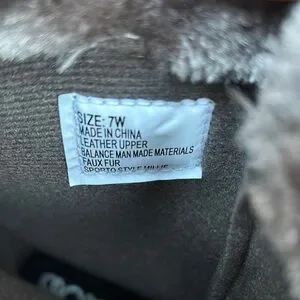 SIZE: 7W
MADE IN CHINA
LEATHER UPPER
BALANCE MAN MADE MATERIALS
FAUX FUR
SPORTO STYLE MILLIE